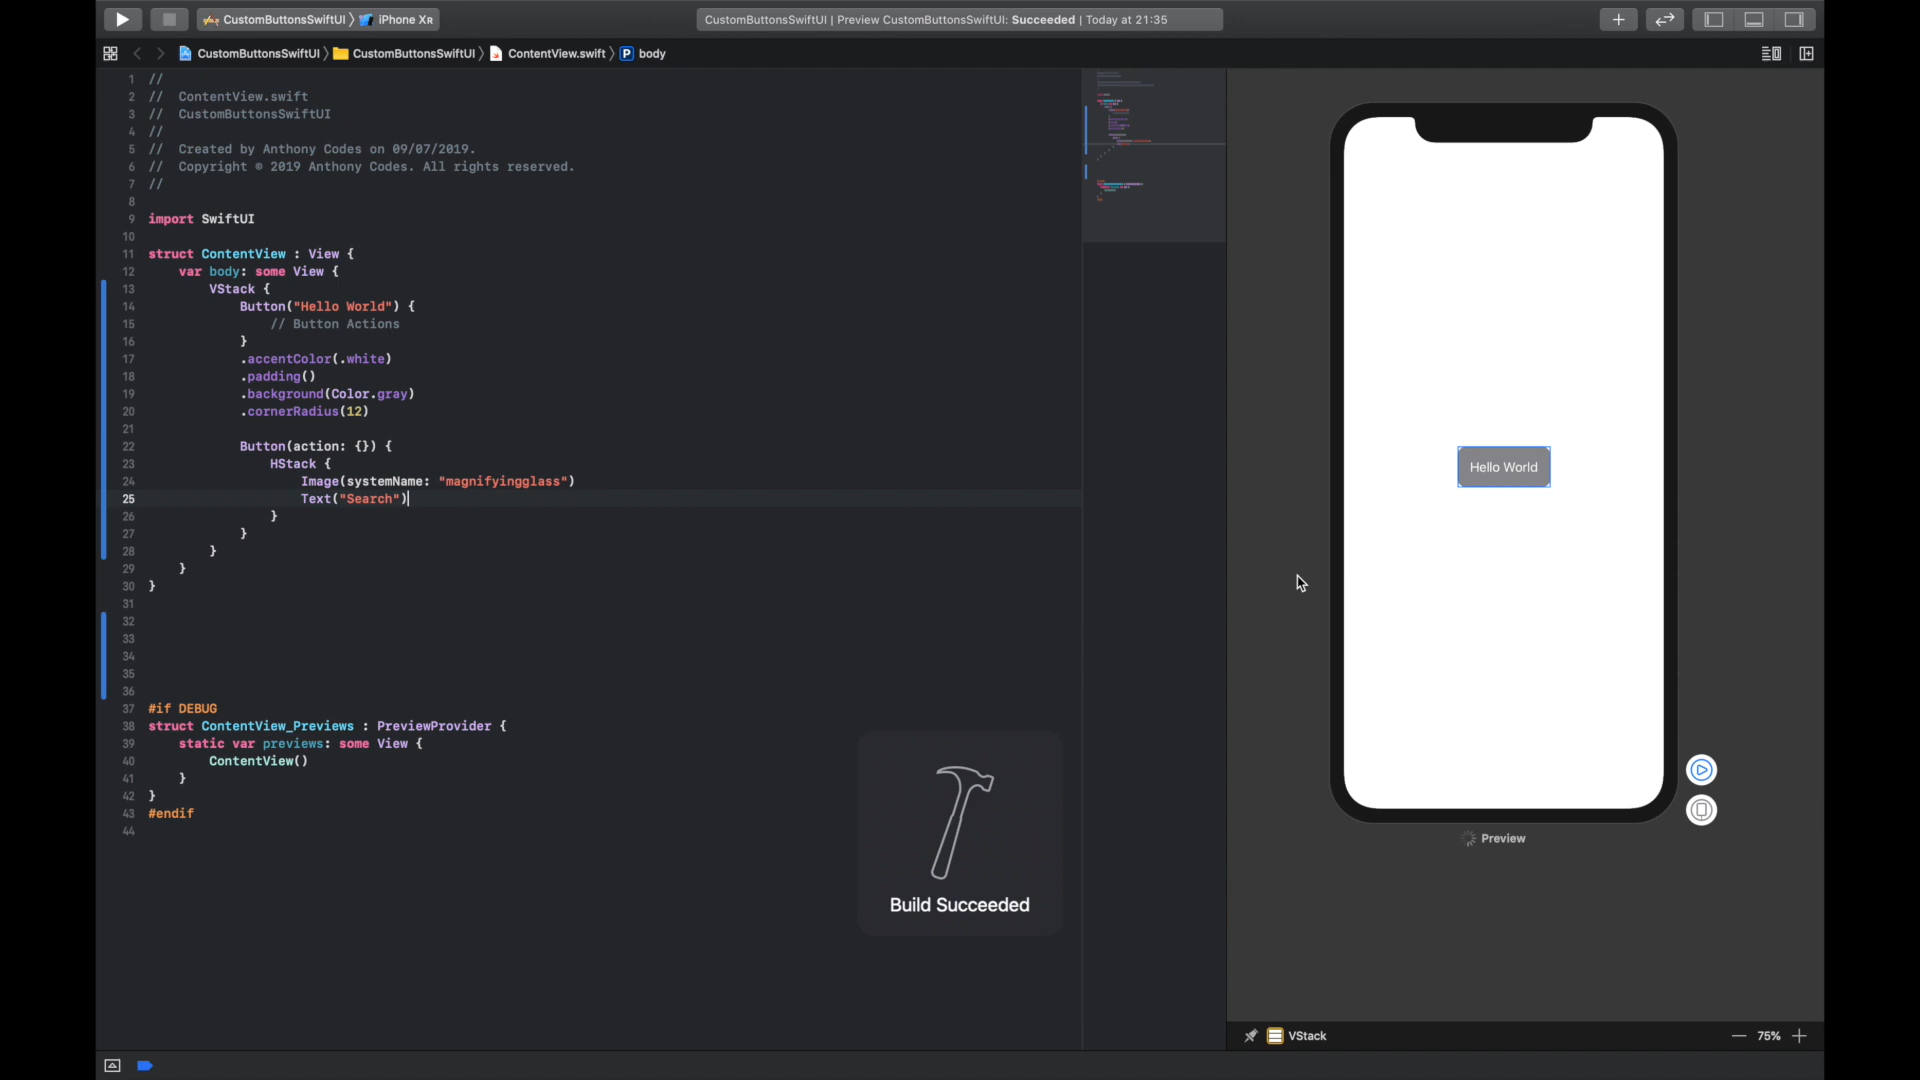 CustomButtonsSwiftUI iPhone XR
CustomButtonsSwiftUI | Preview CustomButtonsSwiftUI: Succeeded | Today at 21:35
CustomButtonsSwiftUI CustomButtonsSwiftUI ContentView.swift P body
1 //
2 //  ContentView.swift
3 //  CustomButtonsSwiftUI
4 //
5 //  Created by Anthony Codes on 09/07/2019.
6 //  Copyright © 2019 Anthony Codes. All rights reserved.
7 //
8
9 import SwiftUI
10
11 struct ContentView : View {
12     var body: some View {
13         VStack {
14             Button("Hello World") {
15                 // Button Actions
16             }
17             .accentColor(.white)
18             .padding()
19             .background(Color.gray)
20             .cornerRadius(12)
21
22             Button(action: {}) {
23                 HStack {
24                     Image(systemName: "magnifyingglass")
25                     Text("Search")
26                 }
27             }
28         }
29     }
30 }
31
32
33
34
35
36
37 #if DEBUG
38 struct ContentView_Previews : PreviewProvider {
39     static var previews: some View {
40         ContentView()
41     }
42 }
43 #endif
44
Build Succeeded
Hello World
Preview
VStack
75%